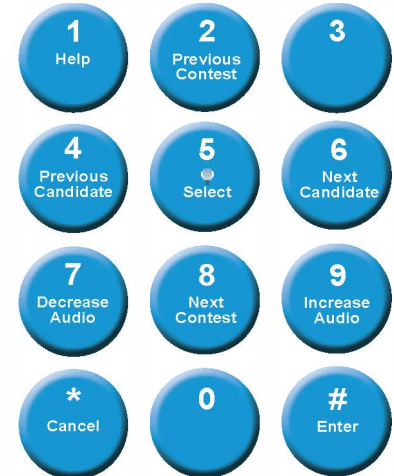 1
Help
2
Previous
Contest
3
4
Previous
Candidate
5
Select
6
Next
Candidate
7
Decrease
Audio
8
Next
Contest
9
Increase
Audio
*
Cancel
0
#
Enter